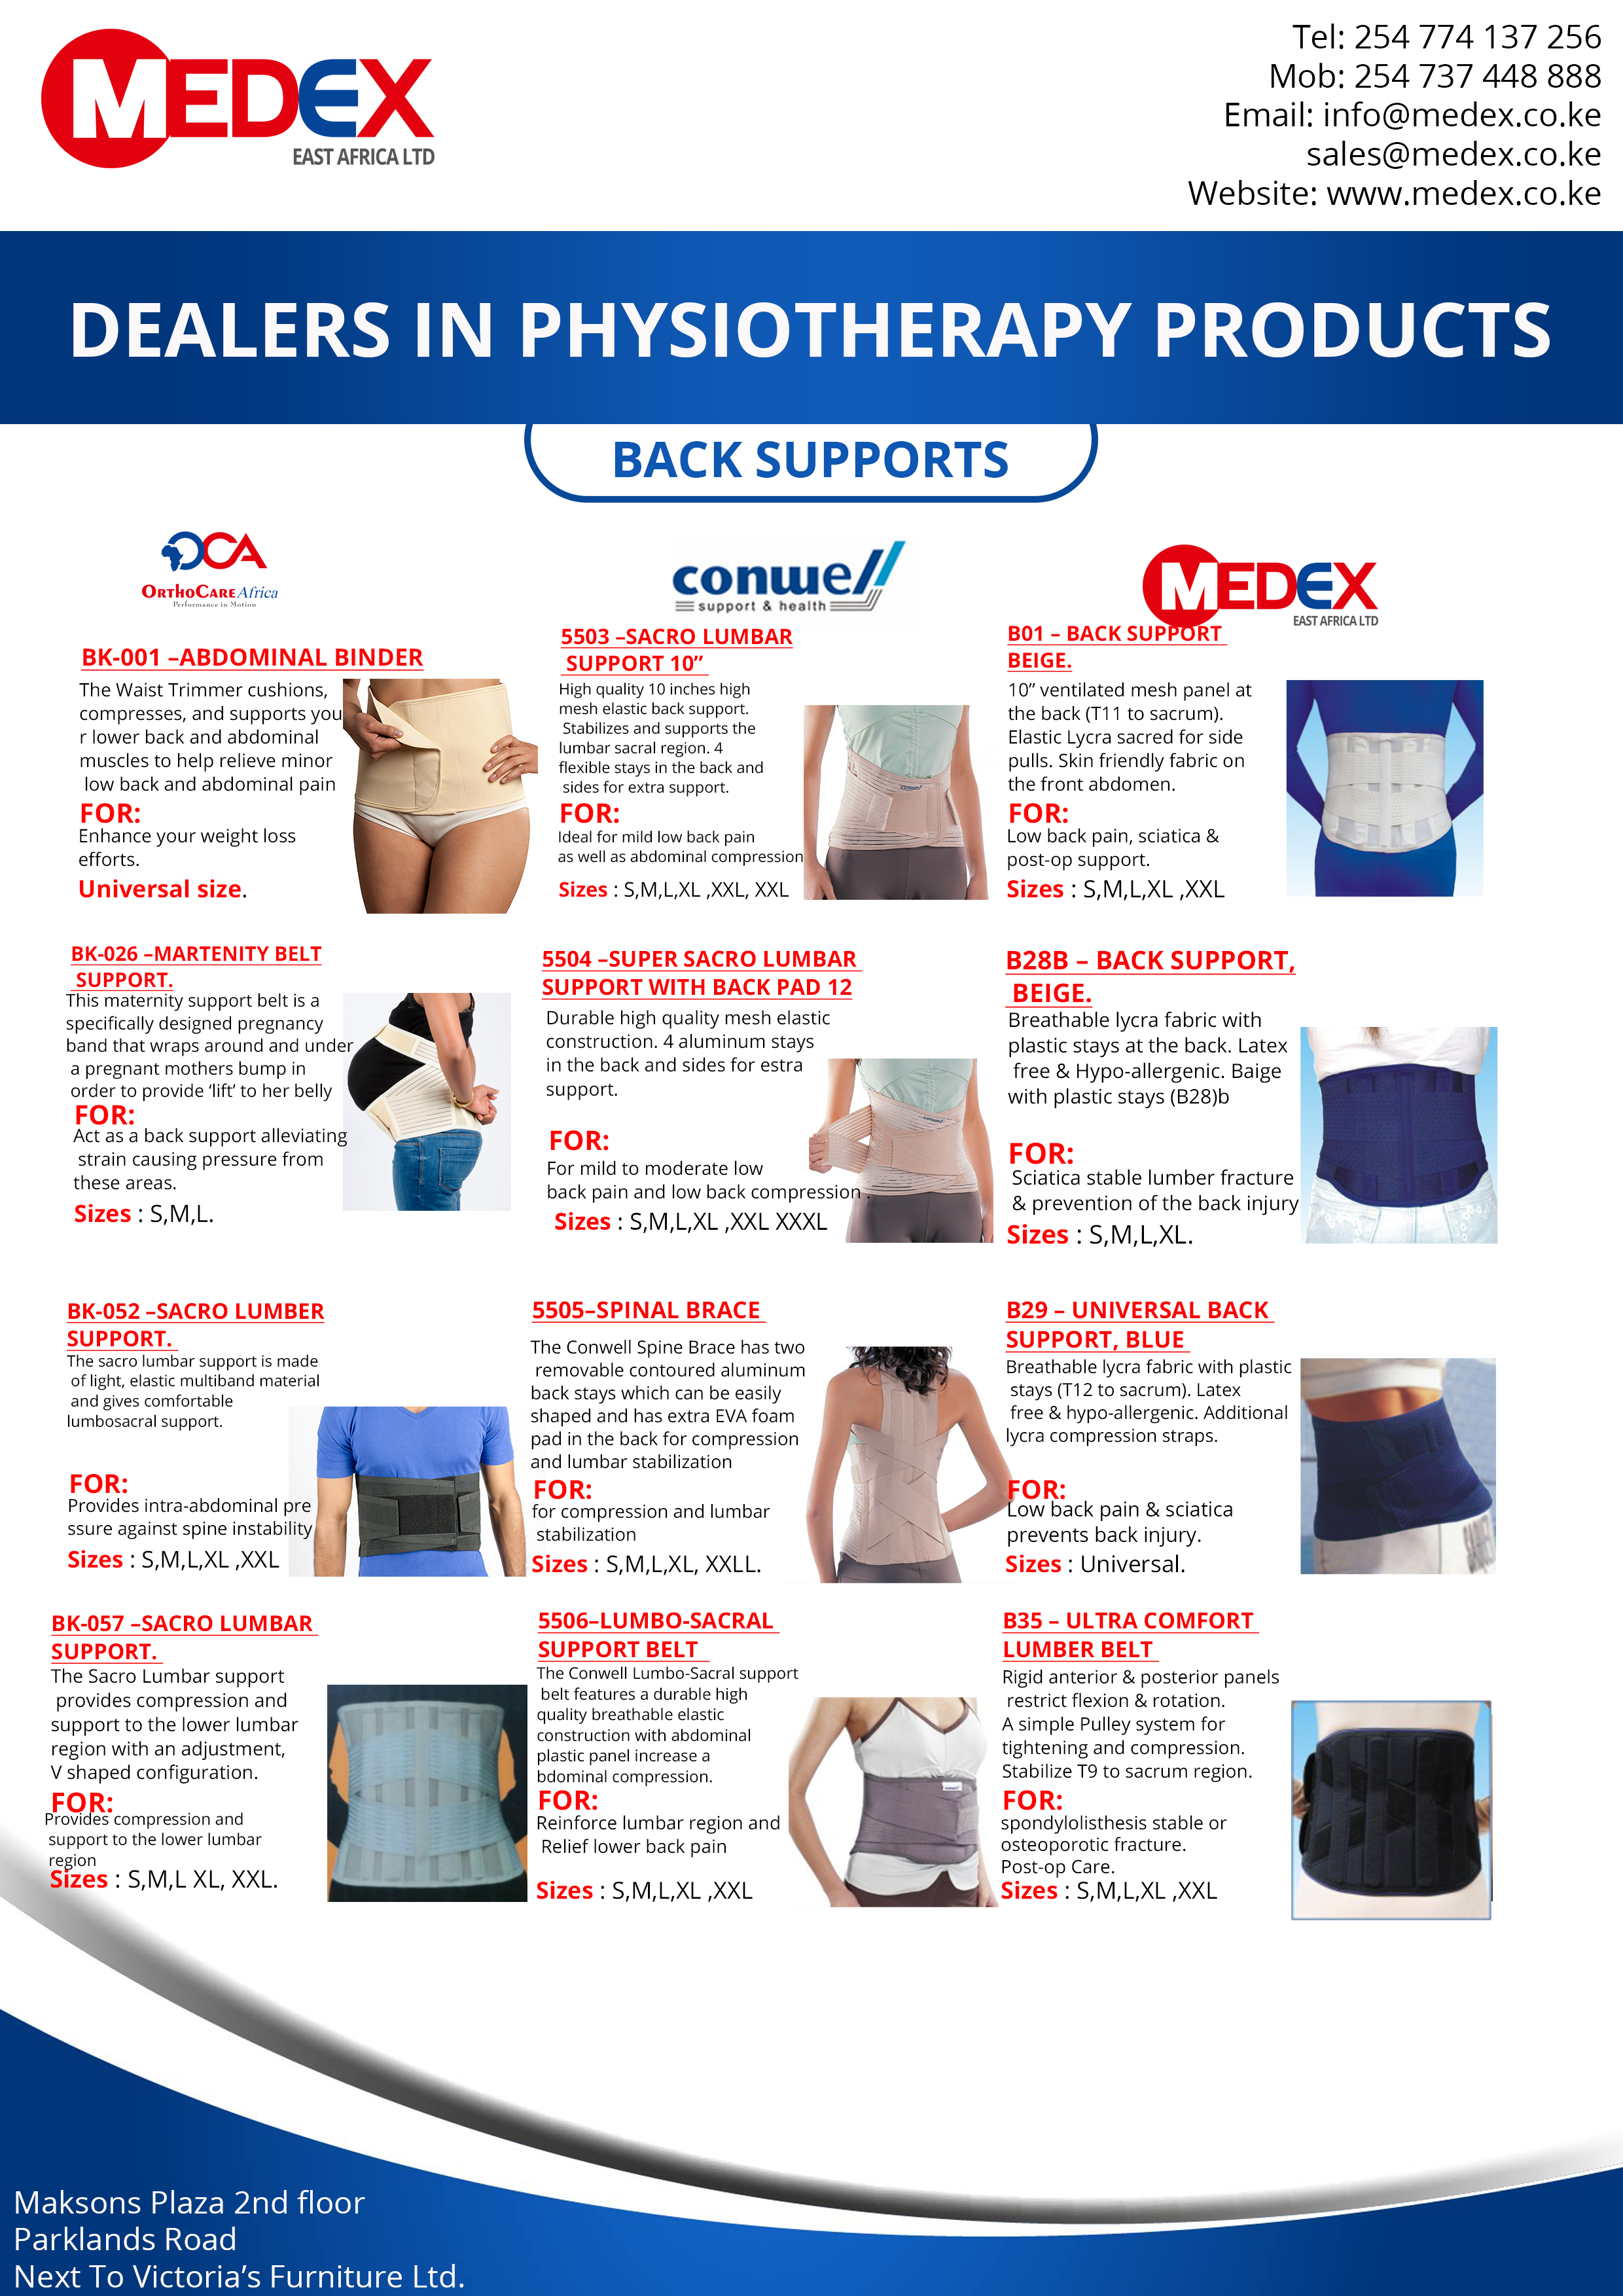 MEDEX
EAST AFRICA LTD
Tel: 254 774 137 256
Mob: 254 737 448 888
Email: info@medex.co.ke
sales@medex.co.ke
Website: www.medex.co.ke
DEALERS IN PHYSIOTHERAPY PRODUCTS
BACK SUPPORTS
OCA
ORTHOCARE Africa
Performance in Motion
BK-001 –ABDOMINAL BINDER
The Waist Trimmer cushions,
compresses, and supports you
r lower back and abdominal
muscles to help relieve minor
low back and abdominal pain
FOR:
Enhance your weight loss
efforts.
Universal size.
BK-026 –MARTENITY BELT
SUPPORT.
This maternity support belt is a
specifically designed pregnancy
band that wraps around and under
a pregnant mothers bump in
order to provide ‘lift’ to her belly
FOR:
Act as a back support alleviating
strain causing pressure from
these areas.
Sizes : S,M,L.
BK-052 –SACRO LUMBER
SUPPORT.
The sacro lumbar support is made
of light, elastic multiband material
and gives comfortable
lumbosacral support.
FOR:
Provides intra-abdominal pre
ssure against spine instability
Sizes : S,M,L,XL ,XXL
BK-057 –SACRO LUMBAR
SUPPORT.
The Sacro Lumbar support
provides compression and
support to the lower lumbar
region with an adjustment,
V shaped configuration.
FOR:
Provides compression and
support to the lower lumbar
region
Sizes : S,M,L XL, XXL.
conwell
support & health
5503 –SACRO LUMBAR
SUPPORT 10”
High quality 10 inches high
mesh elastic back support.
Stabilizes and supports the
lumbar sacral region. 4
flexible stays in the back and
sides for extra support.
FOR:
Ideal for mild low back pain
as well as abdominal compression
Sizes : S,M,L,XL ,XXL, XXL
conwell
5504 –SUPER SACRO LUMBAR
SUPPORT WITH BACK PAD 12
Durable high quality mesh elastic
construction. 4 aluminum stays
in the back and sides for estra
support.
FOR:
For mild to moderate low
back pain and low back compression .
Sizes : S,M,L,XL ,XXL XXXL
conwell
5505–SPINAL BRACE
The Conwell Spine Brace has two
removable contoured aluminum
back stays which can be easily
shaped and has extra EVA foam
pad in the back for compression
and lumbar stabilization
FOR:
for compression and lumbar
stabilization
Sizes : S,M,L,XL, XXLL.
5506–LUMBO-SACRAL
SUPPORT BELT
The Conwell Lumbo-Sacral support
belt features a durable high
quality breathable elastic
construction with abdominal
plastic panel increase a
bdominal compression.
FOR:
Reinforce lumbar region and
Relief lower back pain
Sizes : S,M,L,XL ,XXL
conwell
MEDEX
EAST AFRICA LTD
B01 – BACK SUPPORT
BEIGE.
10” ventilated mesh panel at
the back (T11 to sacrum).
Elastic Lycra sacred for side
pulls. Skin friendly fabric on
the front abdomen.
FOR:
Low back pain, sciatica &
post-op support.
Sizes : S,M,L,XL ,XXL
B28B – BACK SUPPORT,
BEIGE.
Breathable lycra fabric with
plastic stays at the back. Latex
free & Hypo-allergenic. Baige
with plastic stays (B28)b
FOR:
Sciatica stable lumber fracture
& prevention of the back injury
Sizes : S,M,L,XL.
B29 – UNIVERSAL BACK
SUPPORT, BLUE
Breathable lycra fabric with plastic
stays (T12 to sacrum). Latex
free & hypo-allergenic. Additional
lycra compression straps.
FOR:
Low back pain & sciatica
prevents back injury.
Sizes : Universal.
B35 – ULTRA COMFORT
LUMBER BELT
Rigid anterior & posterior panels
restrict flexion & rotation.
A simple Pulley system for
tightening and compression.
Stabilize T9 to sacrum region.
FOR:
spondylolisthesis stable or
osteoporotic fracture.
Post-op Care.
Sizes : S,M,L,XL ,XXL
Maksons Plaza 2nd floor
Parklands Road
Next To Victoria’s Furniture Ltd.